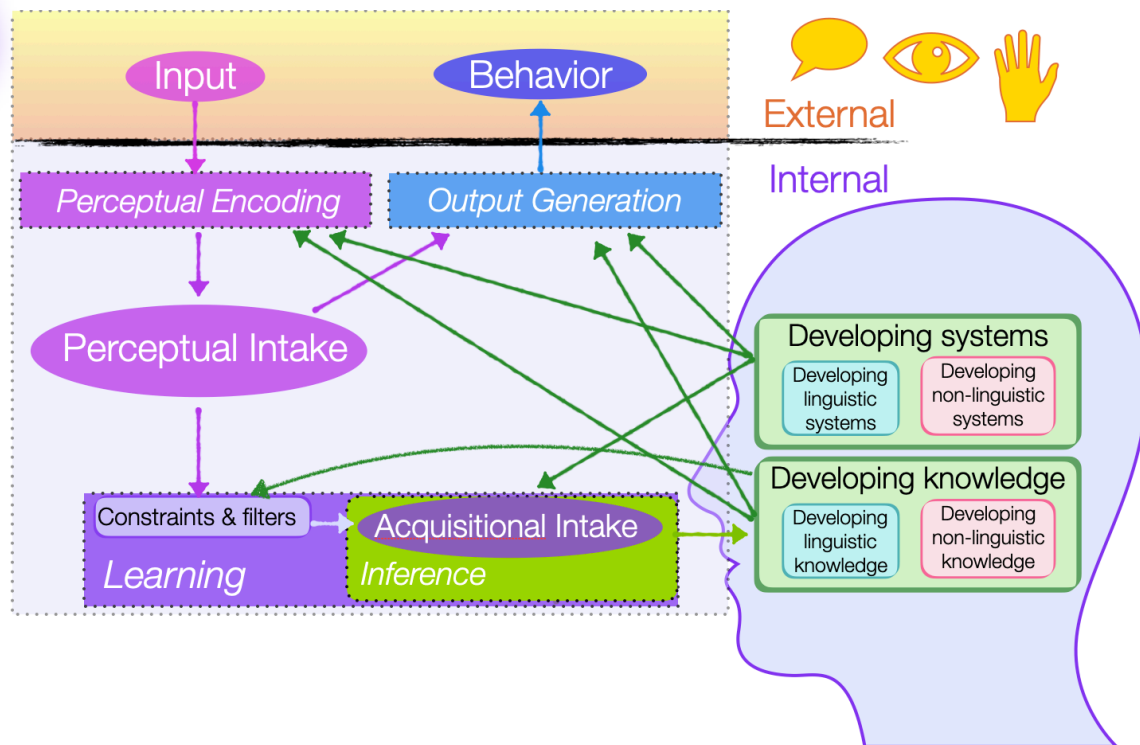 Input
Behavior
External
Internal
Perceptual Encoding
Output Generation
Perceptual Intake
Developing systems
Developing
linguistic
systems
Developing
non-linguistic
systems
Developing knowledge
Developing
linguistic
knowledge
Developing
non-linguistic
knowledge
Constraints & filters
Acquisitional Intake
Learning
Inference